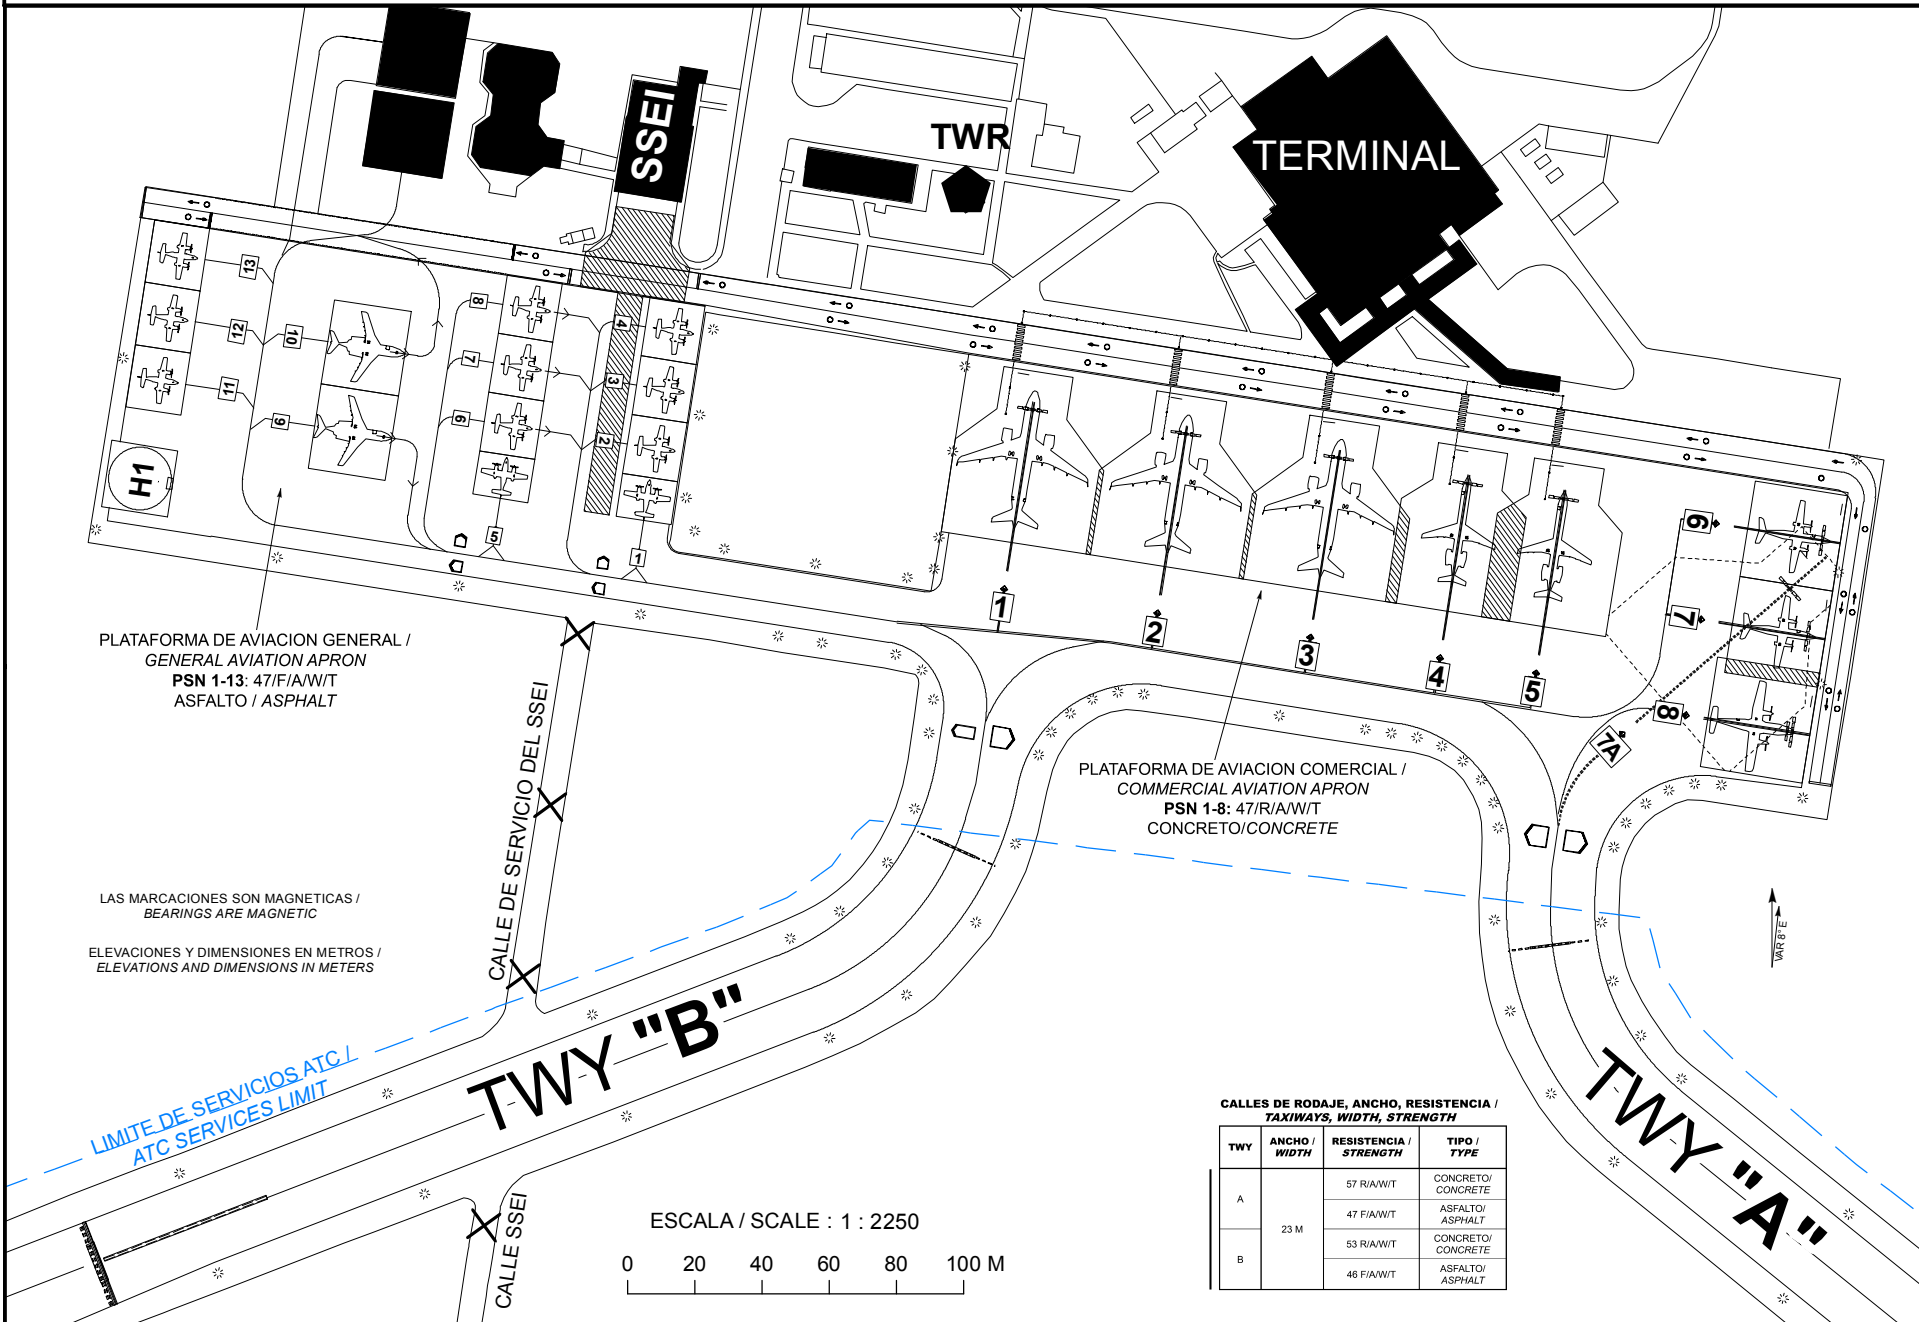 SSEI
TWR
TERMINAL
13
12
11
10
9
8
7
6
5
4
3
2
1
H1
1
2
3
4
5
6
7
8
7A
PLATAFORMA DE AVIACION GENERAL /
GENERAL AVIATION APRON
PSN 1-13: 47/F/A/W/T
ASFALTO / ASPHALT
PLATAFORMA DE AVIACION COMERCIAL /
COMMERCIAL AVIATION APRON
PSN 1-8: 47/R/A/W/T
CONCRETO/CONCRETE
CALLE DE SERVICIO DEL SSEI
LAS MARCACIONES SON MAGNETICAS /
BEARINGS ARE MAGNETIC
ELEVACIONES Y DIMENSIONES EN METROS /
ELEVATIONS AND DIMENSIONS IN METERS
VAR 8° E
LIMITE DE SERVICIOS ATC /
ATC SERVICES LIMIT
TWY "B"
TWY "A"
CALLE SSEI
ESCALA / SCALE : 1 : 2250
0 20 40 60 80 100 M
CALLES DE RODAJE, ANCHO, RESISTENCIA /
TAXIWAYS, WIDTH, STRENGTH
TWY
ANCHO /
WIDTH
RESISTENCIA /
STRENGTH
TIPO /
TYPE
A
23 M
57 R/A/W/T
CONCRETO/
CONCRETE
47 F/A/W/T
ASFALTO/
ASPHALT
B
53 R/A/W/T
CONCRETO/
CONCRETE
46 F/A/W/T
ASFALTO/
ASPHALT